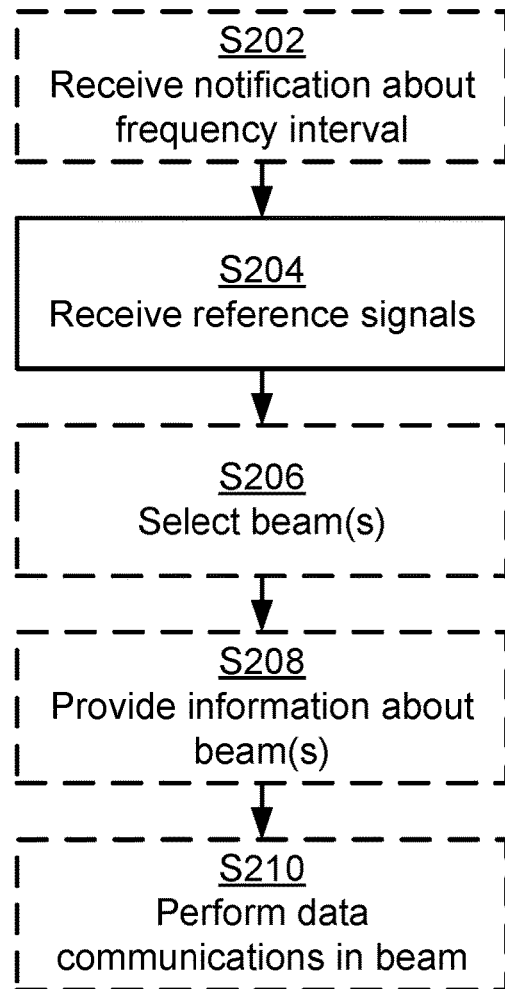 S202
Receive notification about
frequency interval
S204
Receive reference signals
S206
Select beam(s)
S208
Provide information about
beam(s)
S210
Perform data
communications in beam